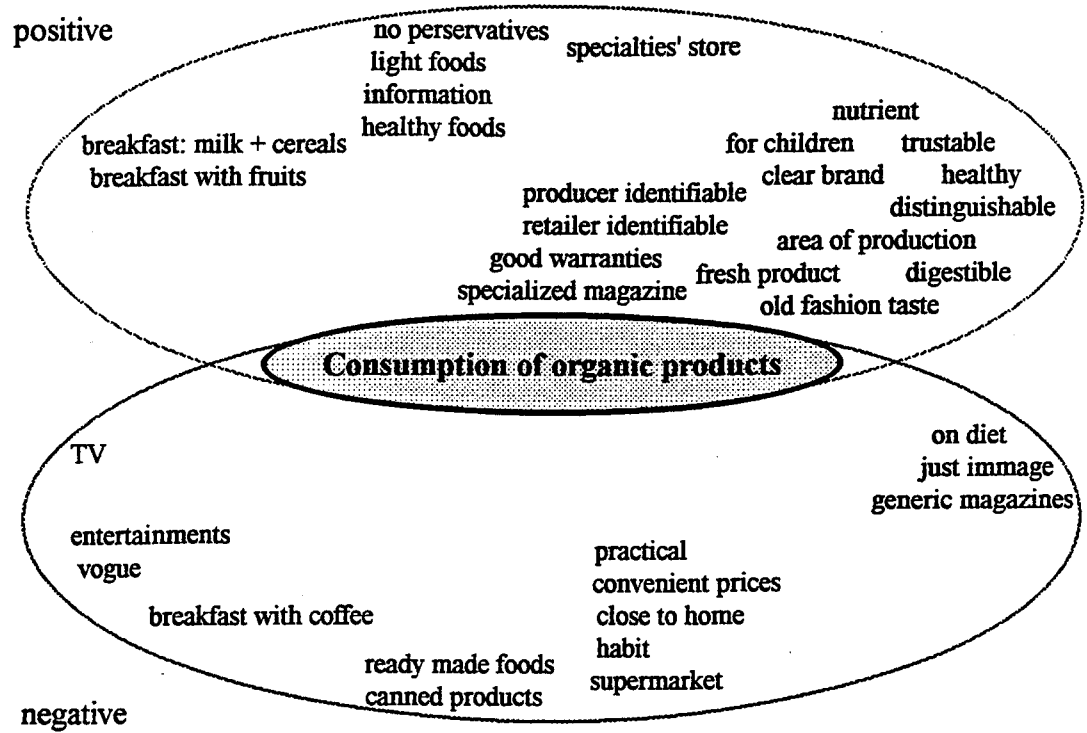 positive
no perservatives
light foods
information
healthy foods
specialties' store
breakfast: milk + cereals
breakfast with fruits
nutrient
for children
trustable
clear brand
healthy
distinguishable
producer identifiable
retailer identifiable
area of production
good warranties
fresh product
digestible
specialized magazine
old fashion taste
Consumption of organic products
TV
on diet
just immage
generic magazines
entertainments
vogue
practical
convenient prices
breakfast with coffee
close to home
habit
ready made foods
supermarket
canned products
negative